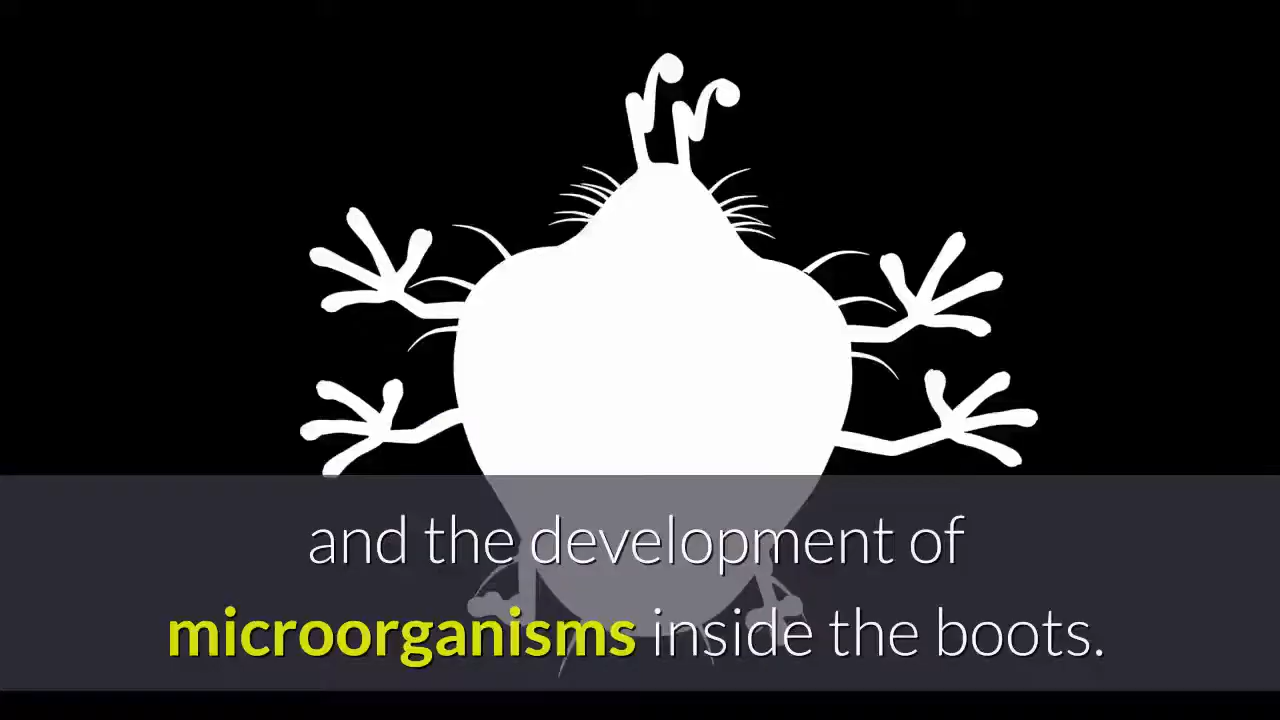 and the development of
microorganisms inside the boots.